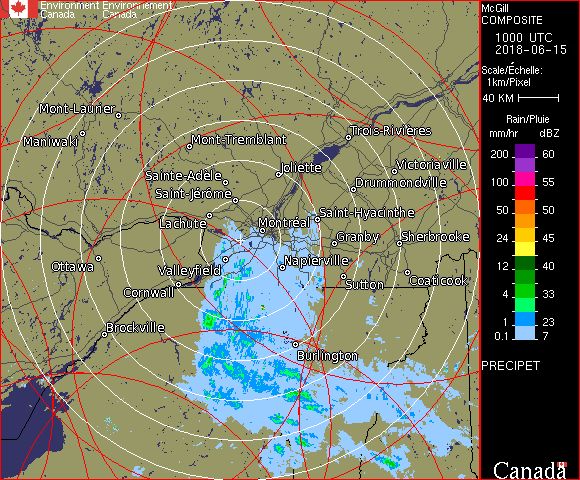 Environment Environnement
Canada Canada
McGill
COMPOSITE
1000 UTC
2018-06-15
Scale/Échelle:
1km/Pixel
40 KM
Rain/Pluie
mm/hr dBZ
200 60
150 57
100 55
50 50
24 45
12 40
4 33
1 23
0.1 7
PRECIPET
Canada
Mont-Laurier
Maniwaki
Mont-Tremblant
Trois-Rivières
Sainte-Adèle
Joliette
Victoriaville
Saint-Jérôme
Drummondville
Lachute
Montréal
Saint-Hyacinthe
Granby
Sherbrooke
Ottawa
Valleyfield
Napierville
Cornwall
Sutton
Coaticook
Brockville
Burlington